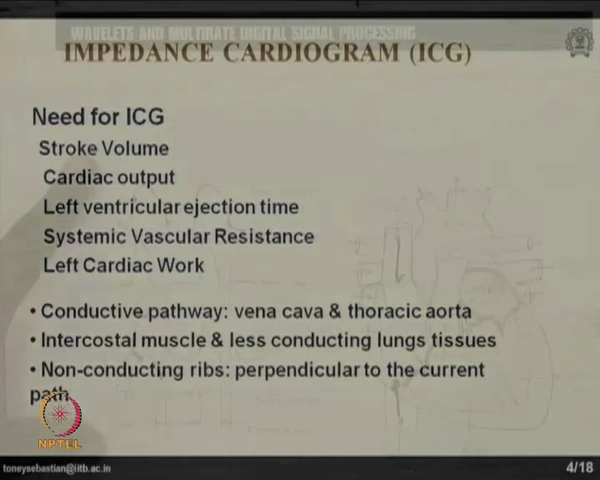 WAVELETS AND MULTIRATE DIGITAL SIGNAL PROCESSING
IMPEDANCE CARDIOGRAM (ICG)
Need for ICG
Stroke Volume
Cardiac output
Left ventricular ejection time
Systemic Vascular Resistance
Left Cardiac Work
• Conductive pathway: vena cava & thoracic aorta
• Intercostal muscle & less conducting lungs tissues
• Non-conducting ribs: perpendicular to the current
path
NPTEL
toneysebastian@iitb.ac.in
4/18